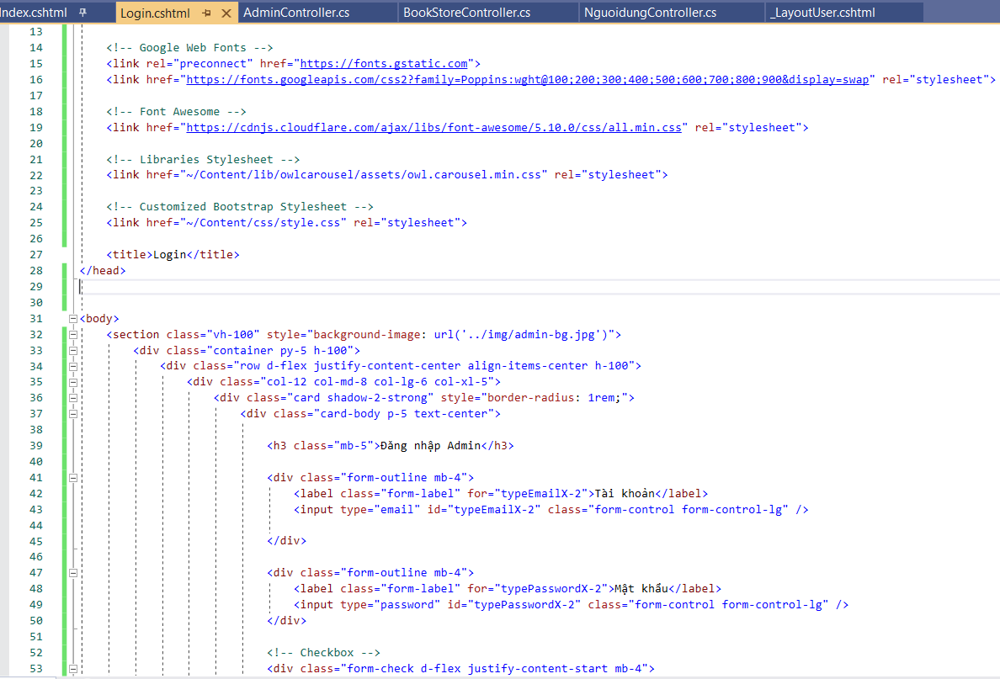 Index.cshtml Login.cshtml AdminController.cs BookStoreController.cs NguoidungController.cs _LayoutUser.cshtml
13
14 <!-- Google Web Fonts -->
15 <link rel="preconnect" href="https://fonts.gstatic.com">
16 <link href="https://fonts.googleapis.com/css2?family=Poppins:wght@100;200;300;400;500;600;700;800;900&display=swap" rel="stylesheet">
17
18 <!-- Font Awesome -->
19 <link href="https://cdnjs.cloudflare.com/ajax/libs/font-awesome/5.10.0/css/all.min.css" rel="stylesheet">
20
21 <!-- Libraries Stylesheet -->
22 <link href="~/Content/lib/owlcarousel/assets/owl.carousel.min.css" rel="stylesheet">
23
24 <!-- Customized Bootstrap Stylesheet -->
25 <link href="~/Content/css/style.css" rel="stylesheet">
26
27 <title>Login</title>
28 </head>
29
30
31 <body>
32 <section class="vh-100" style="background-image: url('../img/admin-bg.jpg')">
33 <div class="container py-5 h-100">
34 <div class="row d-flex justify-content-center align-items-center h-100">
35 <div class="col-12 col-md-8 col-lg-6 col-xl-5">
36 <div class="card shadow-2-strong" style="border-radius: 1rem;">
37 <div class="card-body p-5 text-center">
38
39 <h3 class="mb-5">Đăng nhập Admin</h3>
40
41 <div class="form-outline mb-4">
42 <label class="form-label" for="typeEmailX-2">Tài khoản</label>
43 <input type="email" id="typeEmailX-2" class="form-control form-control-lg" />
44
45 </div>
46
47 <div class="form-outline mb-4">
48 <label class="form-label" for="typePasswordX-2">Mật khẩu</label>
49 <input type="password" id="typePasswordX-2" class="form-control form-control-lg" />
50 </div>
51
52 <!-- Checkbox -->
53 <div class="form-check d-flex justify-content-start mb-4">